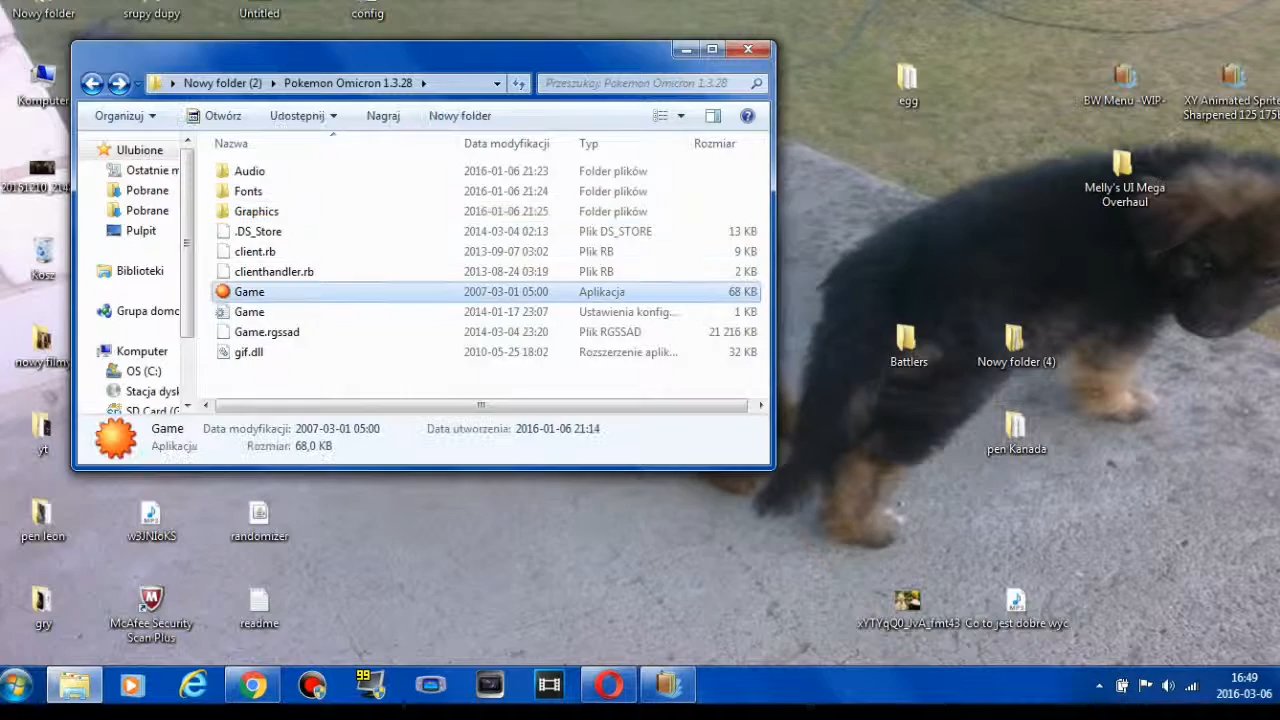 Nowy folder
srupy dupy
Untitled
config
Nowy folder (2)
Pokemon Omicron 1.3.28
Przeszukaj: Pokemon Omicron 1.3.28
Organizuj
Otwórz
Udostępnij
Nagraj
Nowy folder
Nazwa
Data modyfikacji
Typ
Rozmiar
Ulubione
Ostatnie m
Pobrane
Pobrane
Pulpit
Biblioteki
Grupa domc
Komputer
OS (C:)
Stacja dysk
SD Card (G
Audio 2016-01-06 21:23 Folder plików
Fonts 2016-01-06 21:24 Folder plików
Graphics 2016-01-06 21:25 Folder plików
.DS_Store 2014-03-04 02:13 Plik DS_STORE 13 KB
client.rb 2013-09-07 03:02 Plik RB 9 KB
clienthandler.rb 2013-08-24 03:19 Plik RB 2 KB
Game 2007-03-01 05:00 Aplikacja 68 KB
Game 2014-01-17 23:07 Ustawienia konfig... 1 KB
Game.rgssad 2014-03-04 23:20 Plik RGSSAD 21 216 KB
gif.dll 2010-05-25 18:02 Rozszerzenie aplik... 32 KB
Game Data modyfikacji: 2007-03-01 05:00 Data utworzenia: 2016-01-06 21:14
Aplikacja Rozmiar: 68,0 KB
Komputer
Kosz
nowy filmy
yt
pen leon
w3JNIoKS
randomizer
gry
McAfee Security
Scan Plus
readme
egg
BW Menu -WIP-
XY Animated Sprite
Sharpened 125 175%
Melly's UI Mega
Overhaul
Battlers
Nowy folder (4)
pen Kanada
xYTYqQ0_JvA_fmt43
Co to jest dobre wyc
99
16:49
2016-03-06